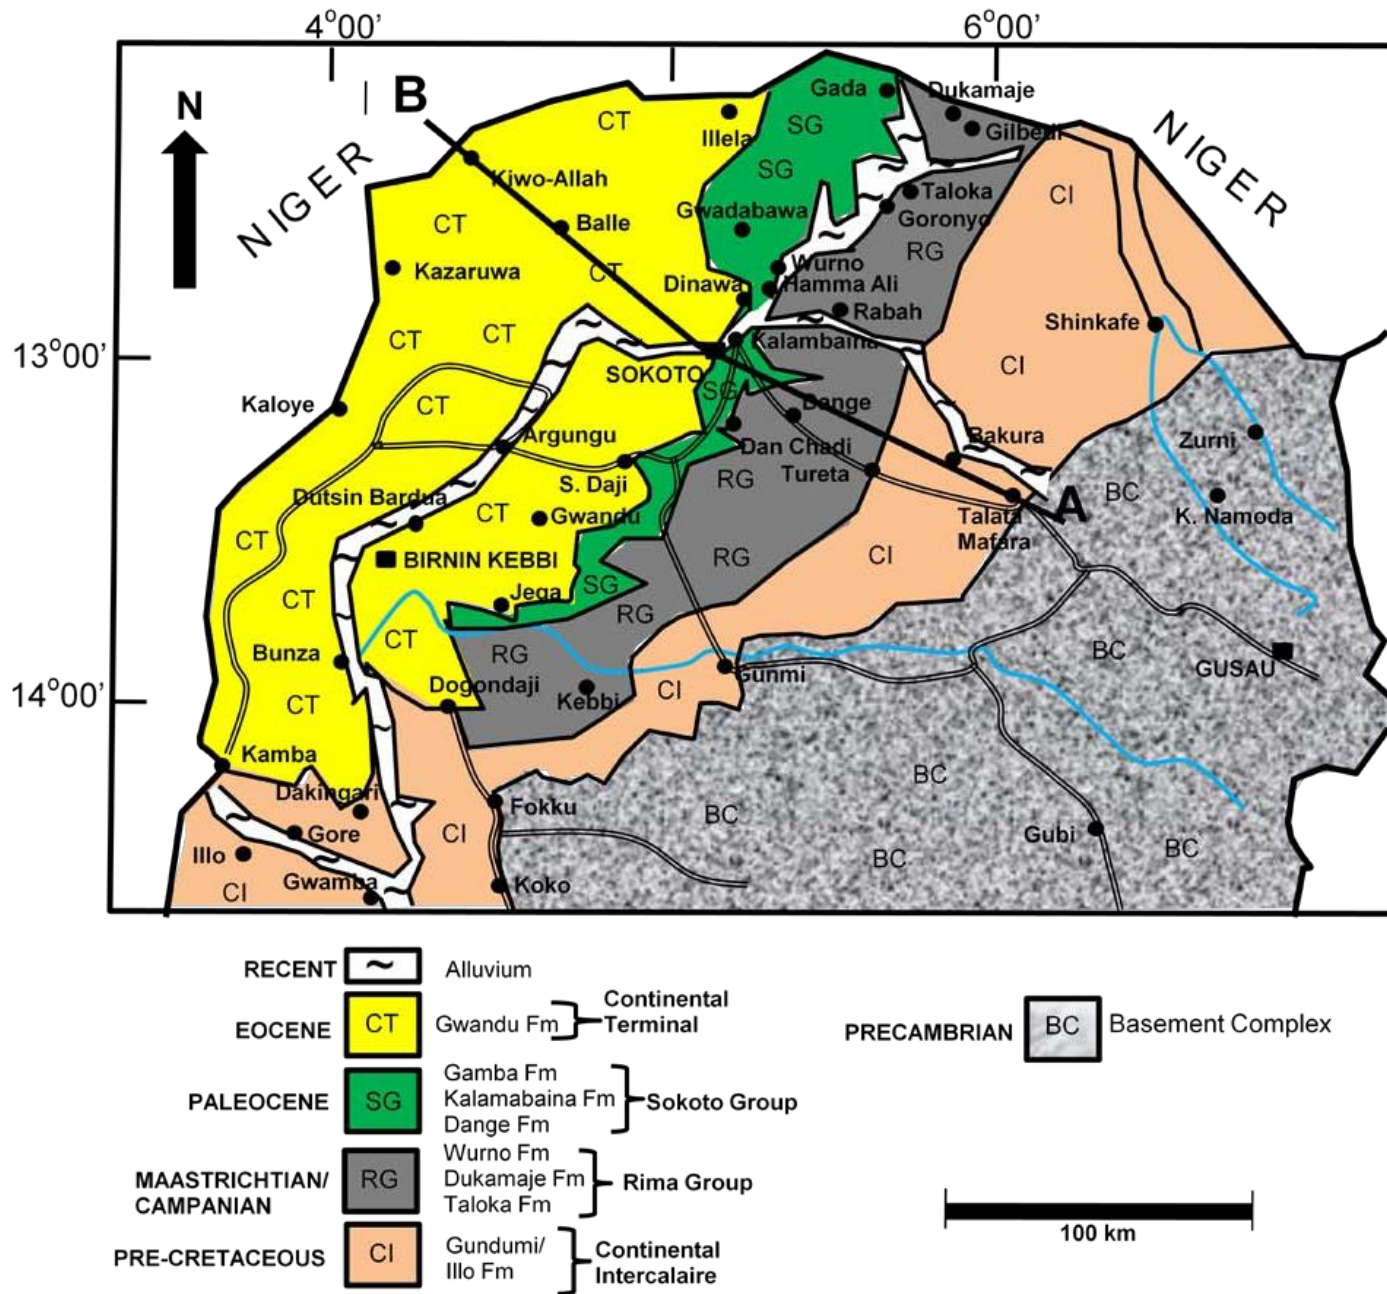 4°00’
6°00’
N
B
NIGER
NIGER
CT
SG
Gada
Dukamaje
Gilbedi
Illela
Kiwo-Allah
SG
CI
Taloka
CT
Balle
Gwadabawa
Goronyo
RG
Kazaruwa
CT
Wurno
Dinawa
Hamma Ali
Rabah
Shinkafe
13°00’
CT
CT
Kalambaina
SOKOTO
SG
CI
Kaloye
CT
Dange
Argungu
Bakura
Zurni
S. Daji
Dan Chadi
Tureta
RG
Dutsin Bardua
CT
Gwandu
BC
A
Talata
Mafara
K. Namoda
CT
BIRNIN KEBBI
RG
CI
CT
Jega
SG
RG
Bunza
CT
RG
BC
GUSAU
14°00’
CT
Dogondaji
Kebbi
CI
Gunmi
Kamba
Dakingari
Fokku
BC
BC
Gore
CI
Gubi
Illo
BC
BC
CI
Gwamba
Koko
RECENT
~
Alluvium
EOCENE
CT
Gwandu Fm
Continental
Terminal
PRECAMBRIAN
BC
Basement Complex
PALEOCENE
SG
Gamba Fm
Kalamabaina Fm
Dange Fm
Sokoto Group
MAASTRICHTIAN/
CAMPANIAN
RG
Wurno Fm
Dukamaje Fm
Taloka Fm
Rima Group
PRE-CRETACEOUS
CI
Gundumi/
Illo Fm
Continental
Intercalaire
100 km